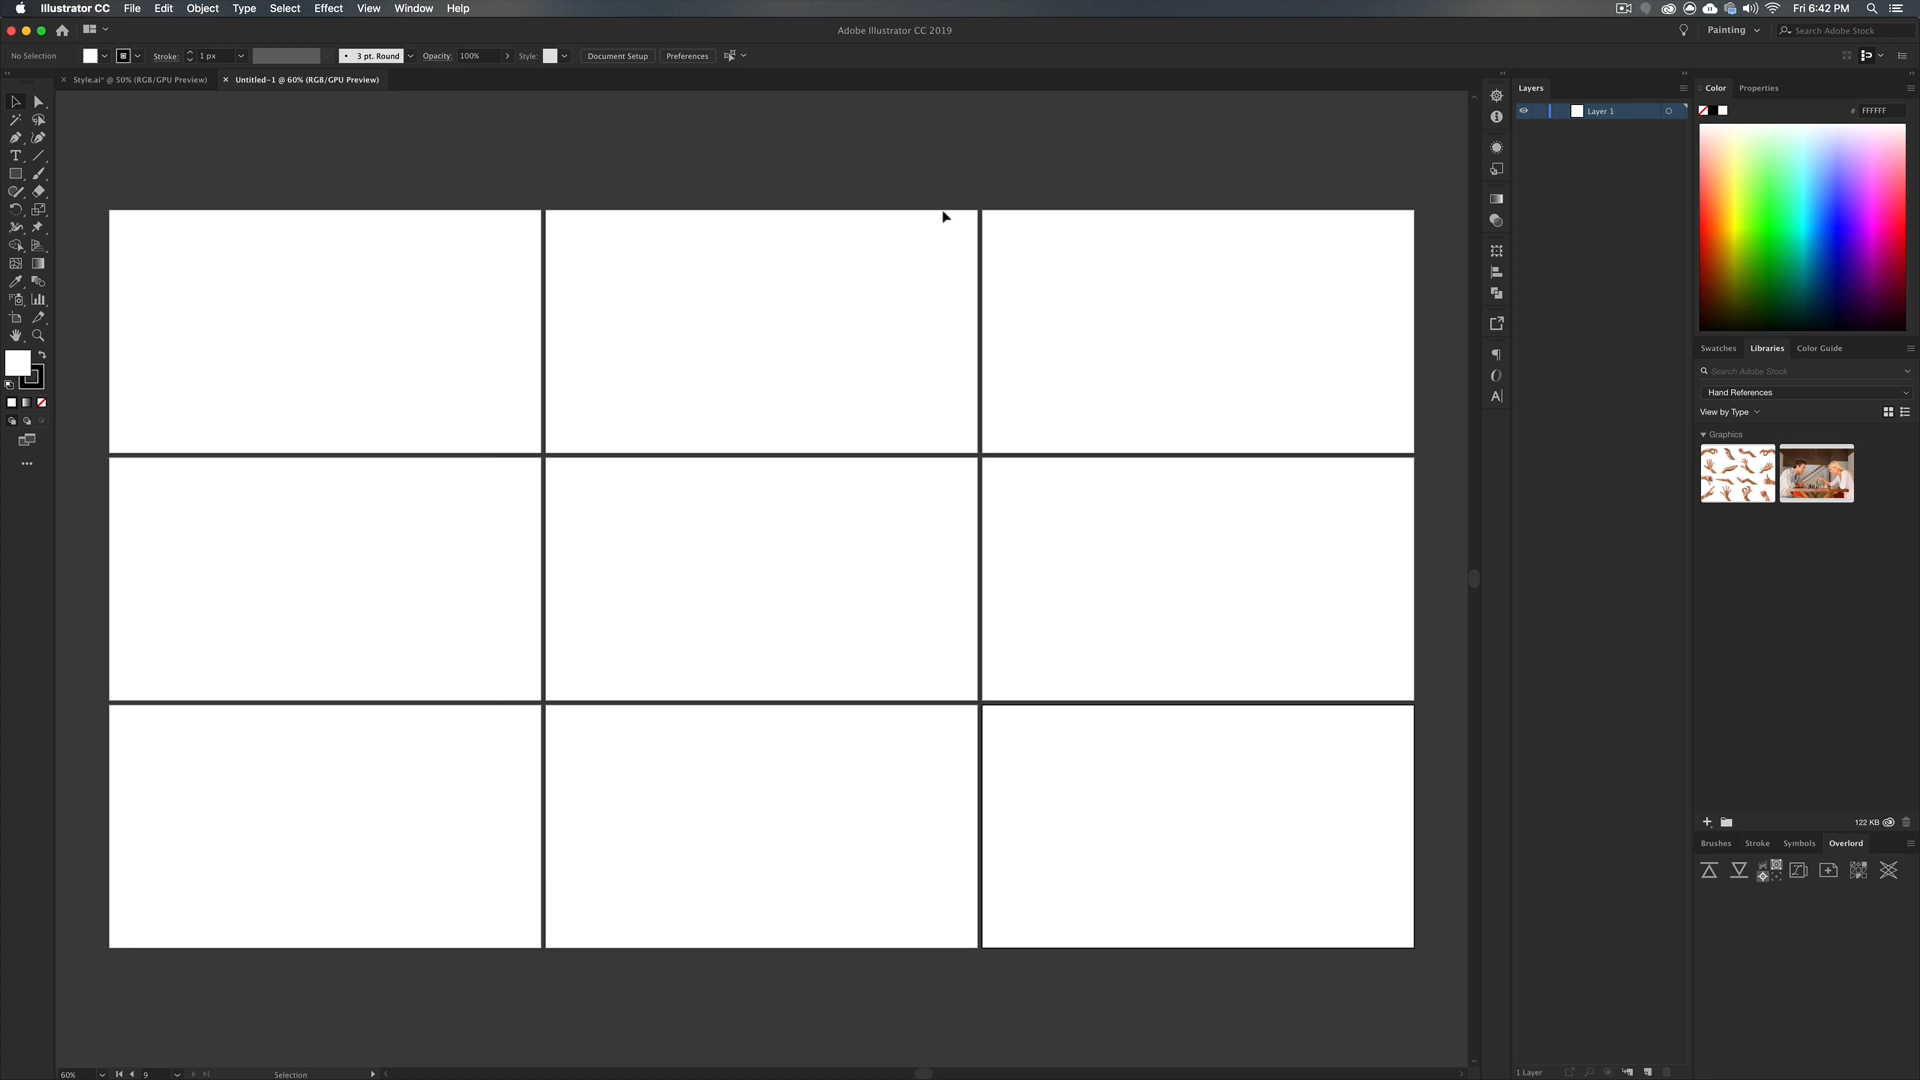 Illustrator CC File Edit Object Type Select Effect View Window Help
Fri 6:42 PM
Adobe Illustrator CC 2019
Painting
Search Adobe Stock
No Selection
Stroke:
1 px
3 pt. Round
Opacity:
100%
Style:
Document Setup
Preferences
Style.ai* @ 50% (RGB/GPU Preview)
Untitled-1 @ 60% (RGB/GPU Preview)
Layers
Layer 1
Color
Properties
# FFFFFF
Swatches
Libraries
Color Guide
Search Adobe Stock
Hand References
View by Type
Graphics
122 KB
Brushes
Stroke
Symbols
Overlord
60%
9
Selection
1 Layer